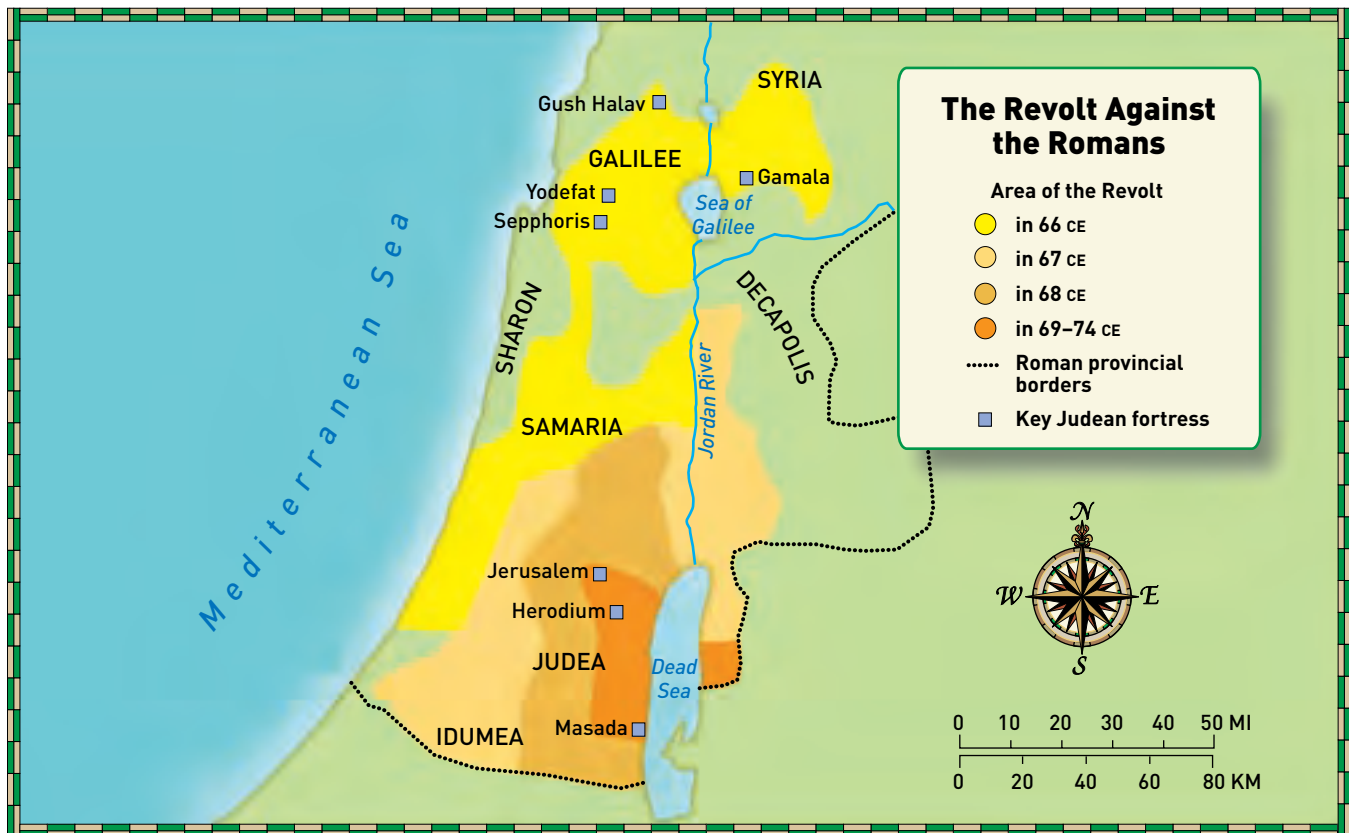 The Revolt Against
the Romans
Area of the Revolt
in 66 CE
in 67 CE
in 68 CE
in 69–74 CE
Roman provincial
borders
Key Judean fortress
SYRIA
Gush Halav
GALILEE
Gamala
Yodefat
Sea of
Galilee
Sepphoris
Mediterranean Sea
SHARON
DECAPOLIS
Jordan River
SAMARIA
Jerusalem
Herodium
JUDEA
Dead
Sea
Masada
IDUMEA
N
W
E
S
0 10 20 30 40 50 MI
0 20 40 60 80 KM